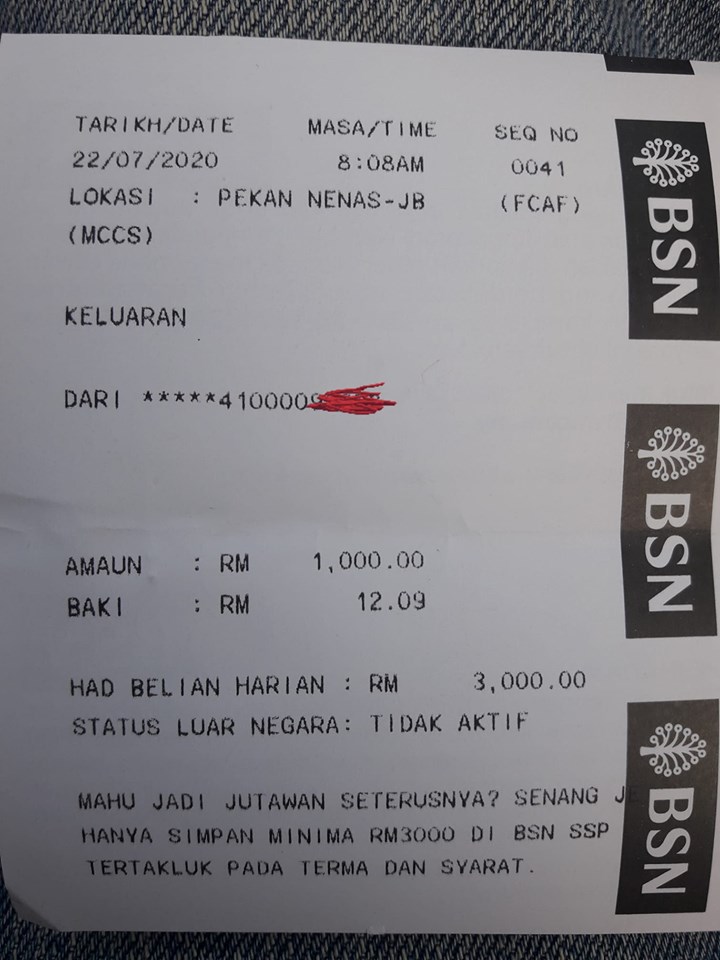 TARIKH/DATE MASA/TIME SEQ NO
22/07/2020 8:08AM 0041
LOKASI : PEKAN NENAS-JB (FCAF)
(MCCS)
KELUARAN
DARI *****4100009
AMAUN : RM 1,000.00
BAKI : RM 12.09
HAD BELIAN HARIAN : RM 3,000.00
STATUS LUAR NEGARA: TIDAK AKTIF
MAHU JADI JUTAWAN SETERUSNYA? SENANG JE
HANYA SIMPAN MINIMA RM3000 DI BSN SSP
TERTAKLUK PADA TERMA DAN SYARAT.
BSN
BSN
BSN